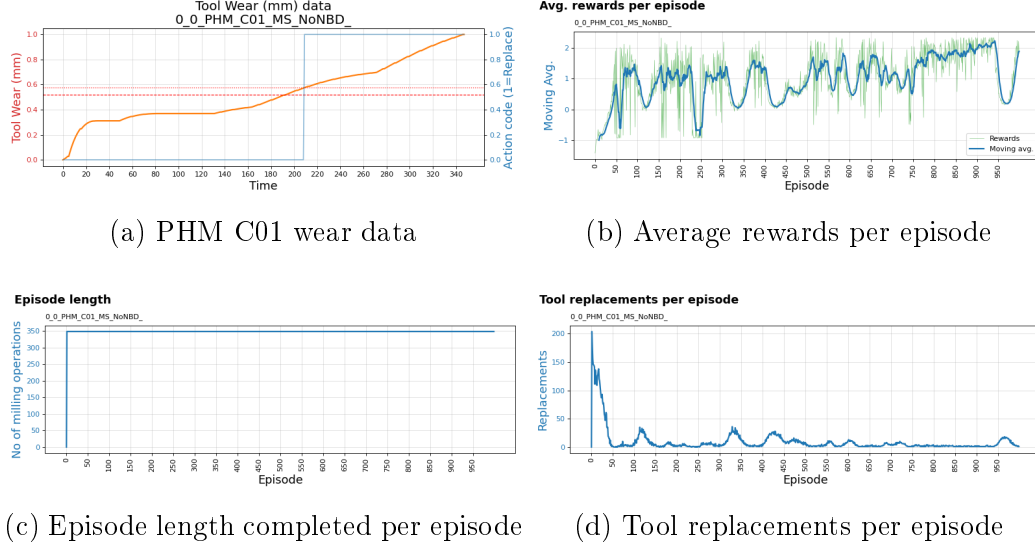 Tool Wear (mm) data
0_0_PHM_C01_MS_NoNBD_
Tool Wear (mm)
1.0
0.8
0.6
0.4
0.2
0.0
1.0
0.8
0.6
0.4
0.2
0.0
Action code (1=Replace)
0 20 40 60 80 100 120 140 160 180 200 220 240 260 280 300 320 340
Time
(a) PHM C01 wear data
Avg. rewards per episode
0_0_PHM_C01_MS_NoNBD_
Moving Avg.
2
1
0
−1
Rewards
Moving avg.
0 50 100 150 200 250 300 350 400 450 500 550 600 650 700 750 800 850 900 950
Episode
(b) Average rewards per episode
Episode length
0_0_PHM_C01_MS_NoNBD_
No of milling operations
350
300
250
200
150
100
50
0
0 50 100 150 200 250 300 350 400 450 500 550 600 650 700 750 800 850 900 950
Episode
(c) Episode length completed per episode
Tool replacements per episode
0_0_PHM_C01_MS_NoNBD_
Replacements
200
150
100
50
0
0 50 100 150 200 250 300 350 400 450 500 550 600 650 700 750 800 850 900 950
Episode
(d) Tool replacements per episode